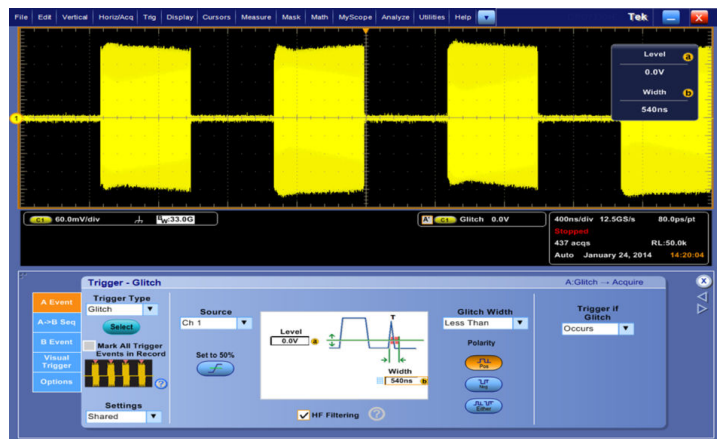 File Edit Vertical Horiz/Acq Trig Display Cursors Measure Mask Math MyScope Analyze Utilities Help Tek X
Level a
0.0V
Width b
540ns
1
C1 60.0mV/div BW:33.0G
A' C1 Glitch 0.0V
400ns/div 12.5GS/s 80.0ps/pt
Stopped
437 acqs RL:50.0k
Auto January 24, 2014 14:20:04
Trigger - Glitch
A:Glitch → Acquire
X
A Event
A->B Seq
B Event
Visual Trigger
Options
Trigger Type
Glitch
Select
Mark All Trigger
Events in Record
?
Settings
Shared
Source
Ch 1
Set to 50%
Level
0.0V a
T
Width
540ns b
HF Filtering ?
Glitch Width
Less Than
Polarity
Pos
Neg
Either
Trigger if
Glitch
Occurs